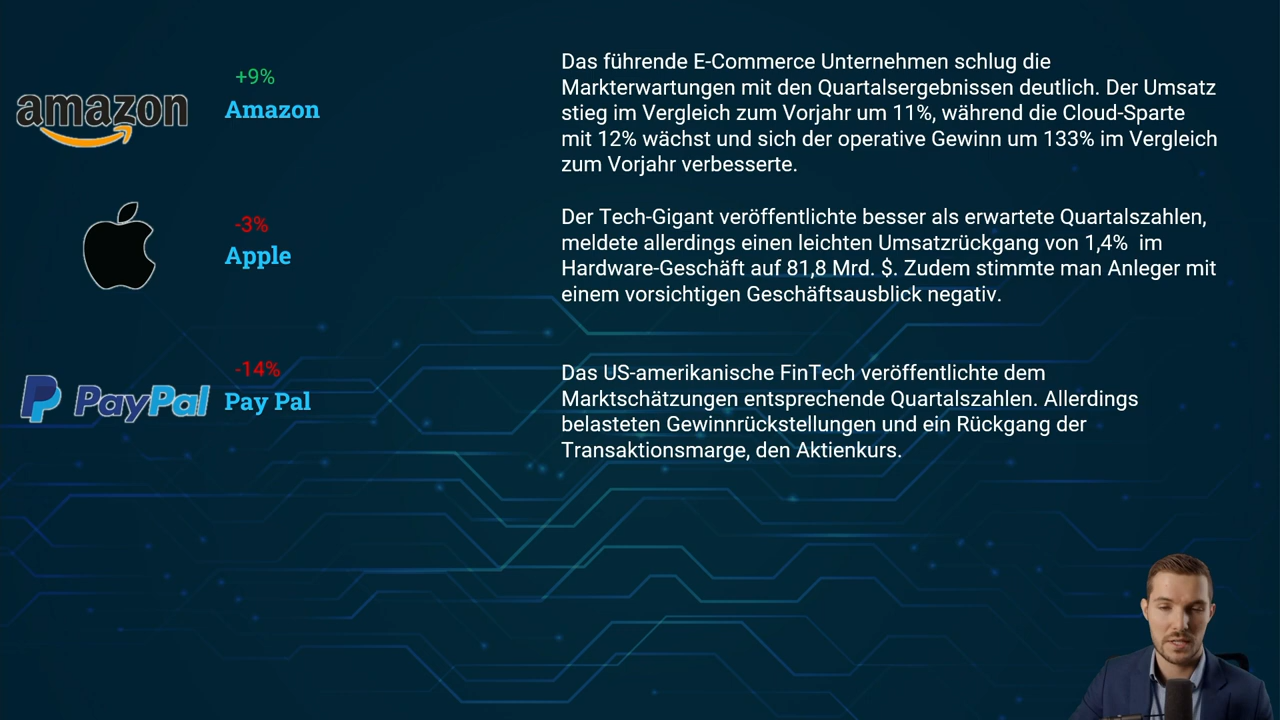 +9%
amazon
Amazon
Das führende E-Commerce Unternehmen schlug die
Markterwartungen mit den Quartalsergebnissen deutlich. Der Umsatz
stieg im Vergleich zum Vorjahr um 11%, während die Cloud-Sparte
mit 12% wächst und sich der operative Gewinn um 133% im Vergleich
zum Vorjahr verbesserte.
-3%
Apple
Der Tech-Gigant veröffentlichte besser als erwartete Quartalszahlen,
meldete allerdings einen leichten Umsatzrückgang von 1,4% im
Hardware-Geschäft auf 81,8 Mrd. $. Zudem stimmte man Anleger mit
einem vorsichtigen Geschäftsausblick negativ.
-14%
PayPal
Pay Pal
Das US-amerikanische FinTech veröffentlichte dem
Marktschätzungen entsprechende Quartalszahlen. Allerdings
belasteten Gewinnrückstellungen und ein Rückgang der
Transaktionsmarge, den Aktienkurs.